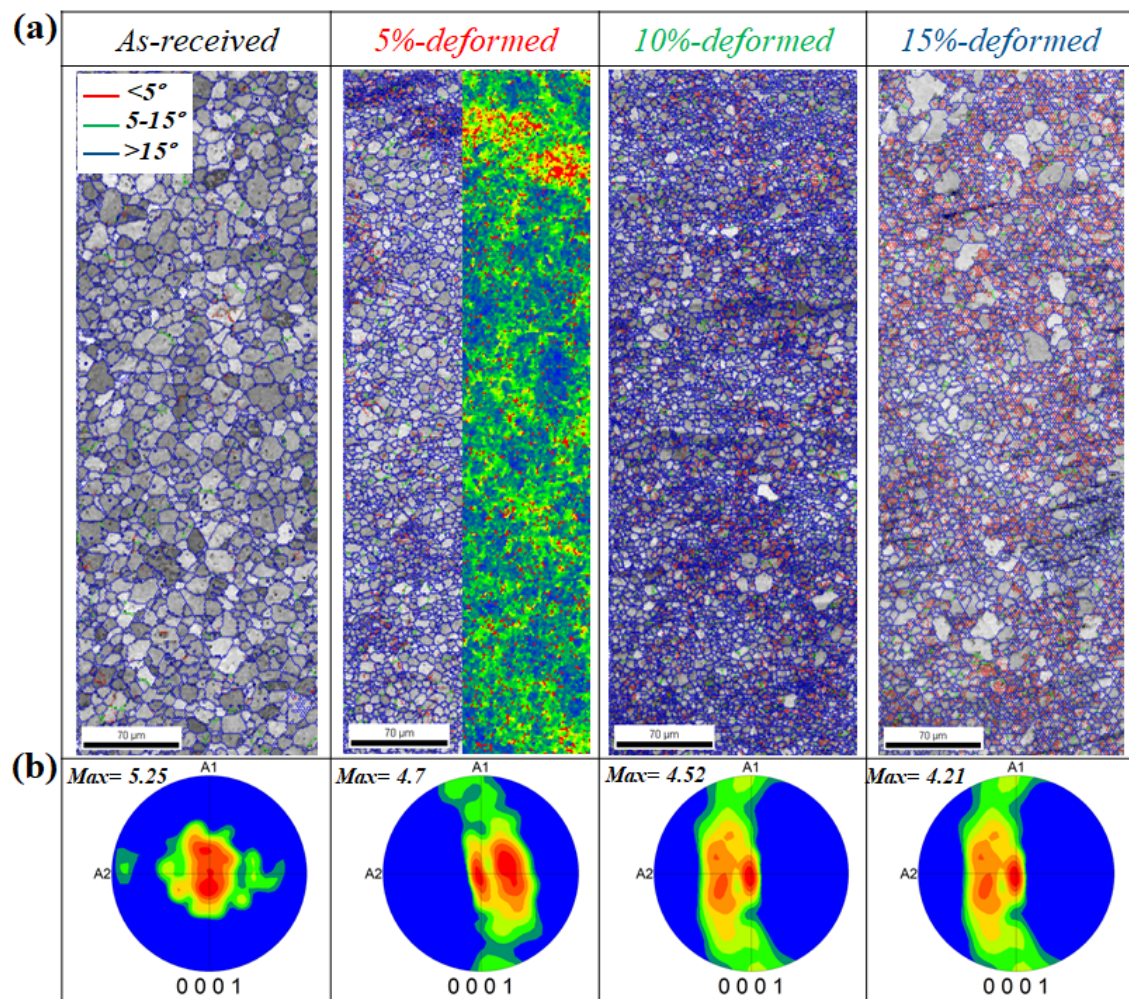 (a)
As-received
5%-deformed
10%-deformed
15%-deformed
<5°
5-15°
>15°
70 µm
70 µm
70 µm
70 µm
(b)
Max= 5.25
A1
A2
0 0 0 1
Max= 4.7
A1
A2
0 0 0 1
Max= 4.52
A1
A2
0 0 0 1
Max= 4.21
A1
A2
0 0 0 1